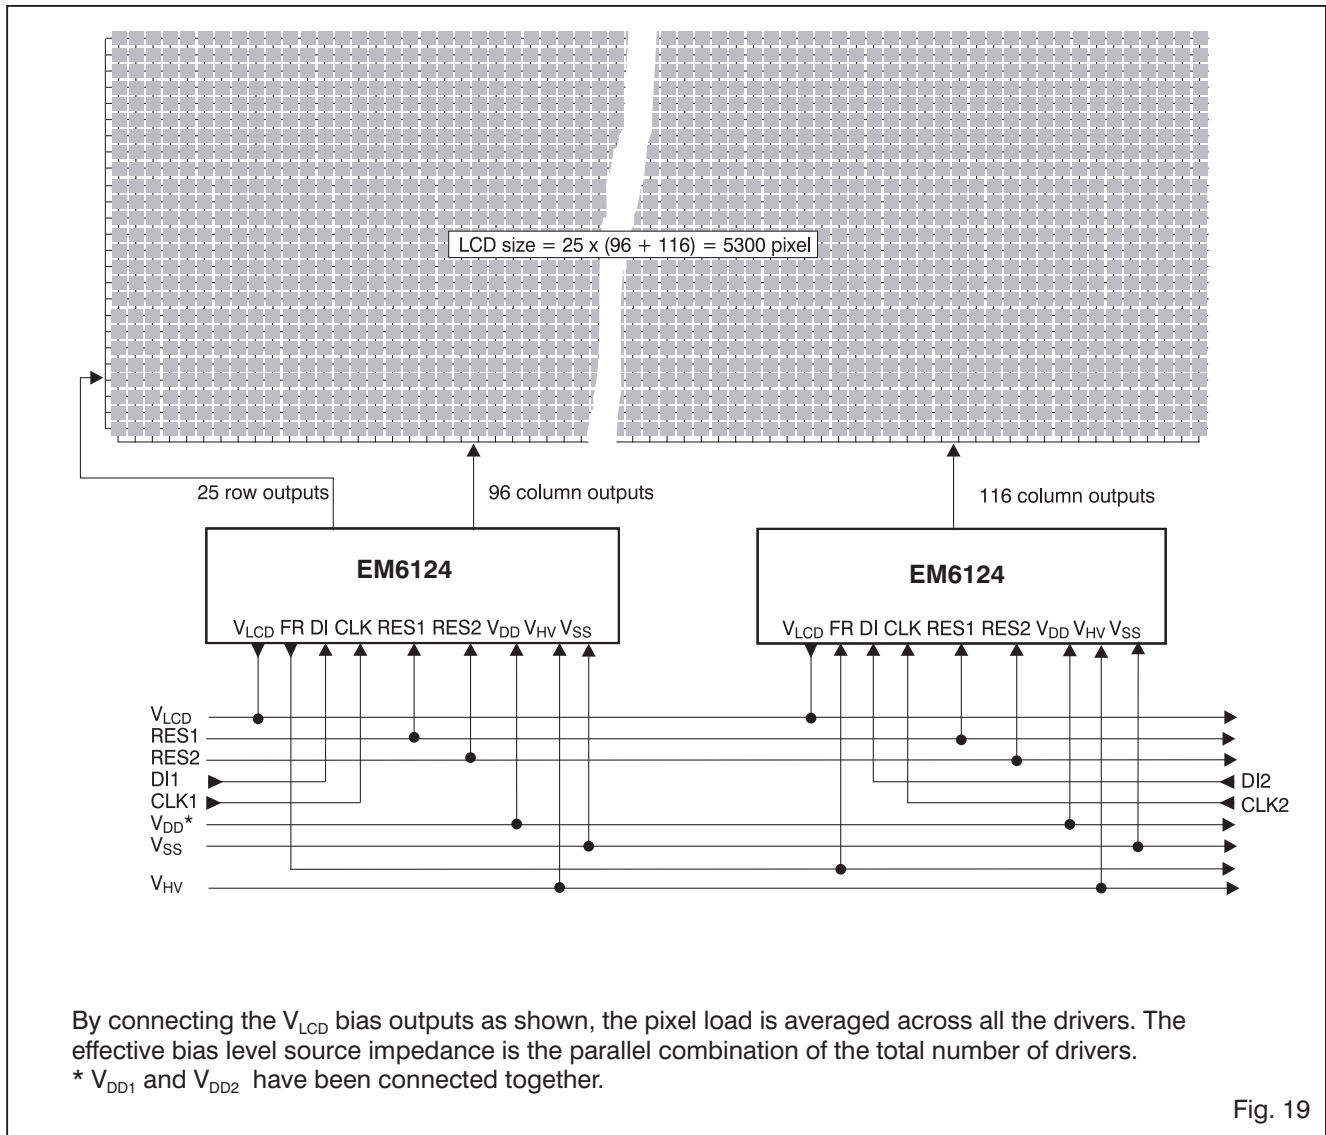 LCD size = 25 x (96 + 116) = 5300 pixel
25 row outputs
96 column outputs
116 column outputs
EM6124
EM6124
VLCD FR DI CLK RES1 RES2 VDD VHV VSS
VLCD FR DI CLK RES1 RES2 VDD VHV VSS
VLCD
RES1
RES2
DI1
DI2
CLK1
CLK2
VDD*
VSS
VHV
By connecting the VLCD bias outputs as shown, the pixel load is averaged across all the drivers. The
effective bias level source impedance is the parallel combination of the total number of drivers.
* VDD1 and VDD2 have been connected together.
Fig. 19